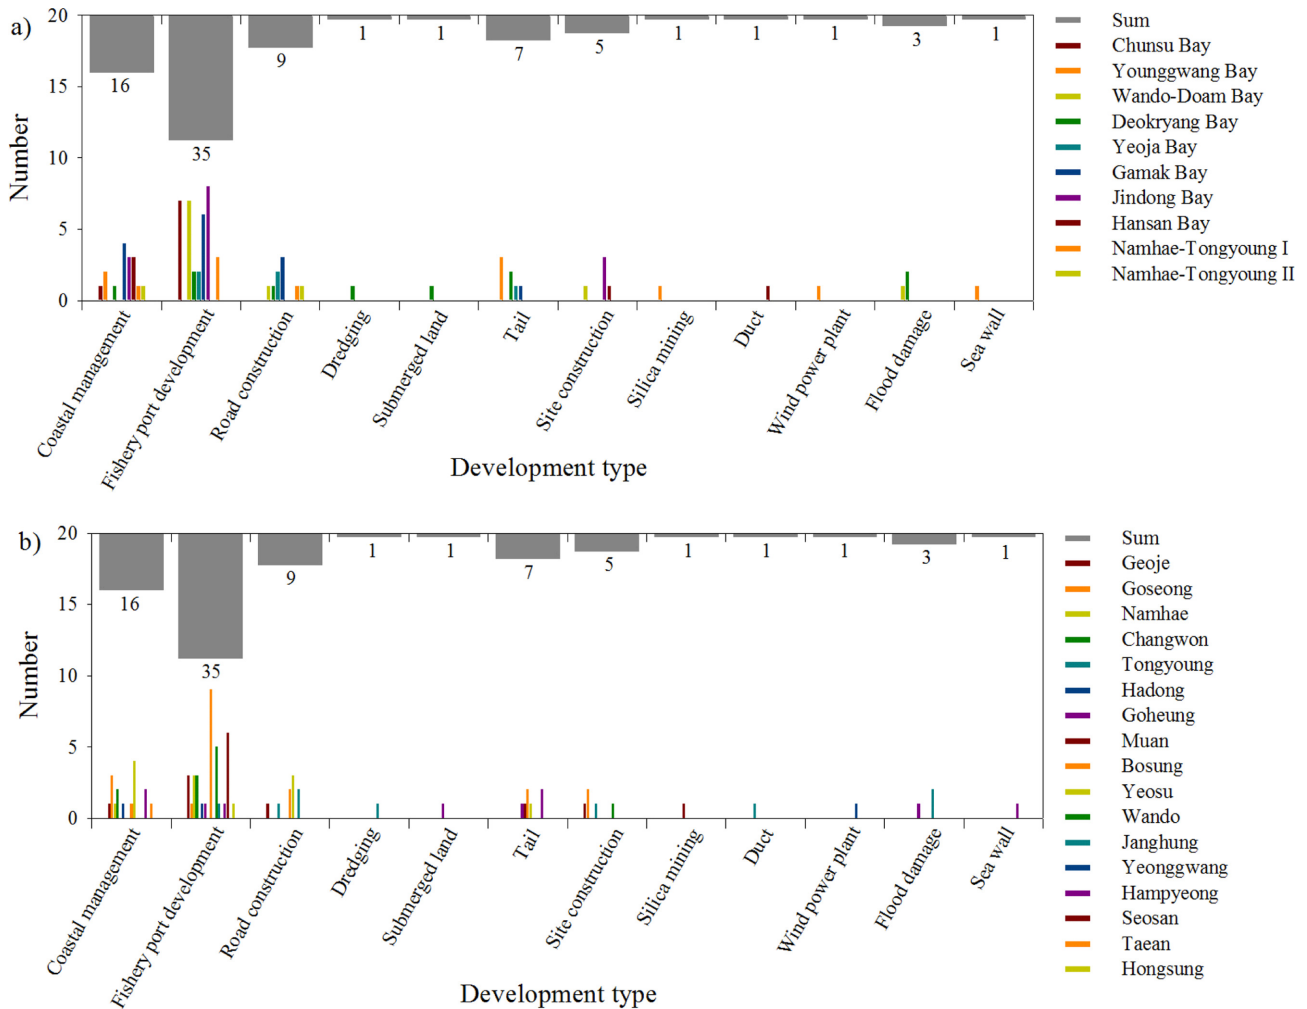 a)
20
15
10
5
0
Number
16
35
9
1
1
7
5
1
1
1
3
1
Coastal management
Fishery port development
Road construction
Dredging
Submerged land
Tail
Site construction
Silica mining
Duct
Wind power plant
Flood damage
Sea wall
Development type
Sum
Chunsu Bay
Younggwang Bay
Wando-Doam Bay
Deokryang Bay
Yeoja Bay
Gamak Bay
Jindong Bay
Hansan Bay
Namhae-Tongyoung I
Namhae-Tongyoung II
b)
20
15
10
5
0
Number
16
35
9
1
1
7
5
1
1
1
3
1
Coastal management
Fishery port development
Road construction
Dredging
Submerged land
Tail
Site construction
Silica mining
Duct
Wind power plant
Flood damage
Sea wall
Development type
Sum
Geoje
Goseong
Namhae
Changwon
Tongyoung
Hadong
Goheung
Muan
Bosung
Yeosu
Wando
Janghung
Yeonggwang
Hampyeong
Seosan
Taean
Hongsung